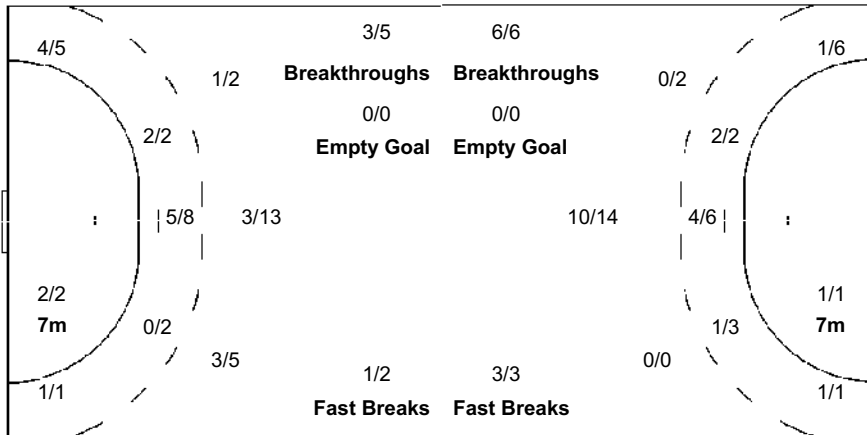 3/5 6/6
4/5 1/6
1/2 Breakthroughs Breakthroughs 0/2
0/0 0/0
2/2 Empty Goal Empty Goal 2/2
5/8 3/13 10/14 4/6
2/2 1/1
7m 0/2 1/3 7m
3/5 0/0
1/2 3/3
1/1 1/1
Fast Breaks Fast Breaks